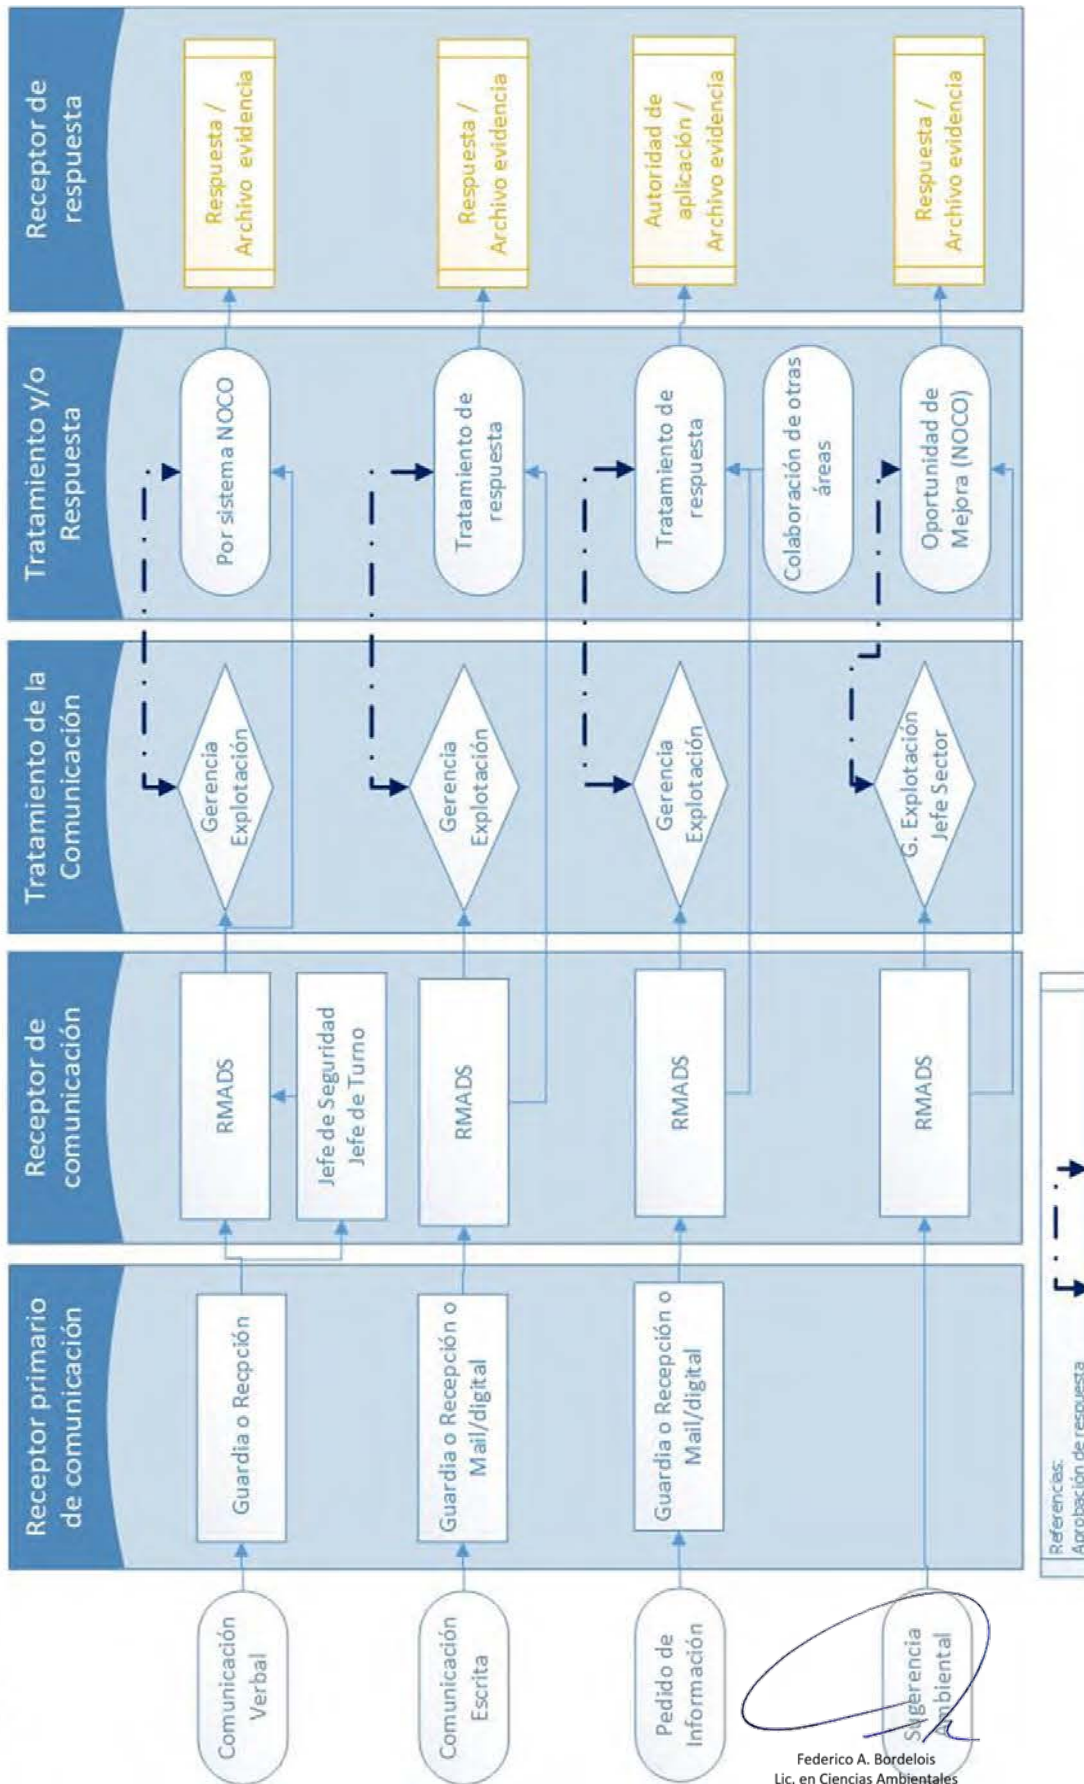 Receptor primario
de comunicación
Receptor de
comunicación
Tratamiento de la
Comunicación
Tratamiento y/o
Respuesta
Receptor de
respuesta
Comunicación
Verbal
Guardia o Recpción
RMADS
Jefe de Seguridad
Jefe de Turno
Gerencia
Explotación
Por sistema NOCO
Respuesta /
Archivo evidencia
Comunicación
Escrita
Guardia o Recepción o
Mail/digital
RMADS
Gerencia
Explotación
Tratamiento de
respuesta
Respuesta /
Archivo evidencia
Pedido de
Información
Guardia o Recepción o
Mail/digital
RMADS
Gerencia
Explotación
Tratamiento de
respuesta
Colaboración de otras
áreas
Autoridad de
aplicación /
Archivo evidencia
Sugerencia
Ambiental
RMADS
G. Explotación
Jefe Sector
Oportunidad de
Mejora (NOCO)
Respuesta /
Archivo evidencia
Referencias:
Aprobación de respuesta
Federico A. Bordelois
Lic. en Ciencias Ambientales